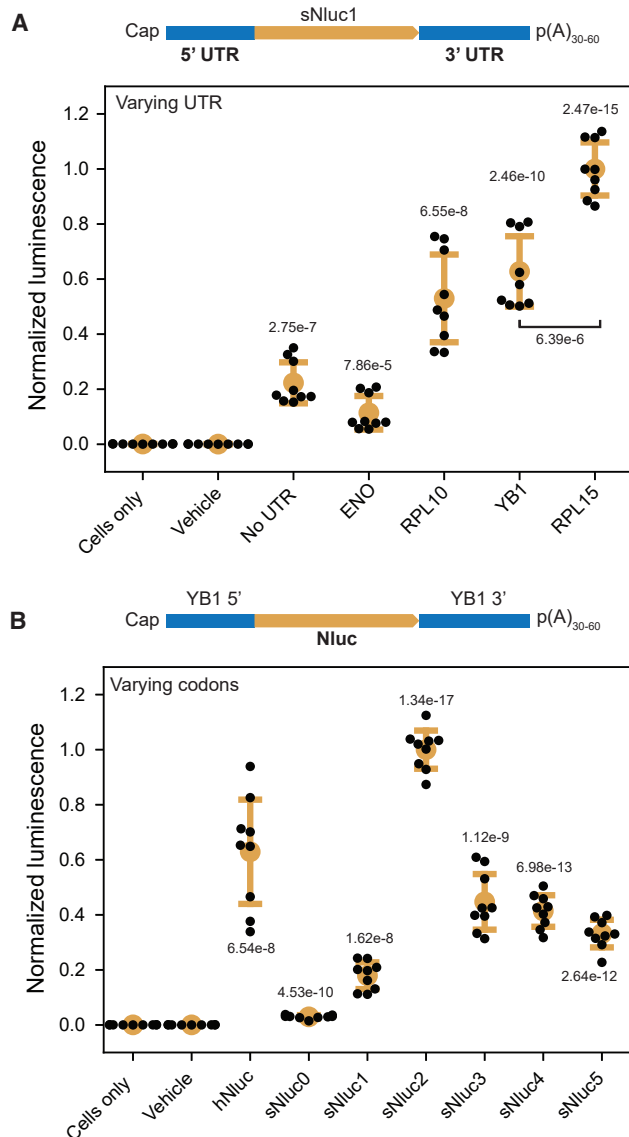 A
sNluc1
Cap
p(A)30-60
5' UTR
3' UTR
Varying UTR
Normalized luminescence
1.2
1.0
0.8
0.6
0.4
0.2
0.0
2.75e-7
7.86e-5
6.55e-8
2.46e-10
2.47e-15
6.39e-6
Cells only
Vehicle
No UTR
ENO
RPL10
YB1
RPL15
B
YB1 5'
YB1 3'
Cap
p(A)30-60
Nluc
Varying codons
Normalized luminescence
1.2
1.0
0.8
0.6
0.4
0.2
0.0
6.54e-8
4.53e-10
1.62e-8
1.34e-17
1.12e-9
6.98e-13
2.64e-12
Cells only
Vehicle
hNluc
sNluc0
sNluc1
sNluc2
sNluc3
sNluc4
sNluc5